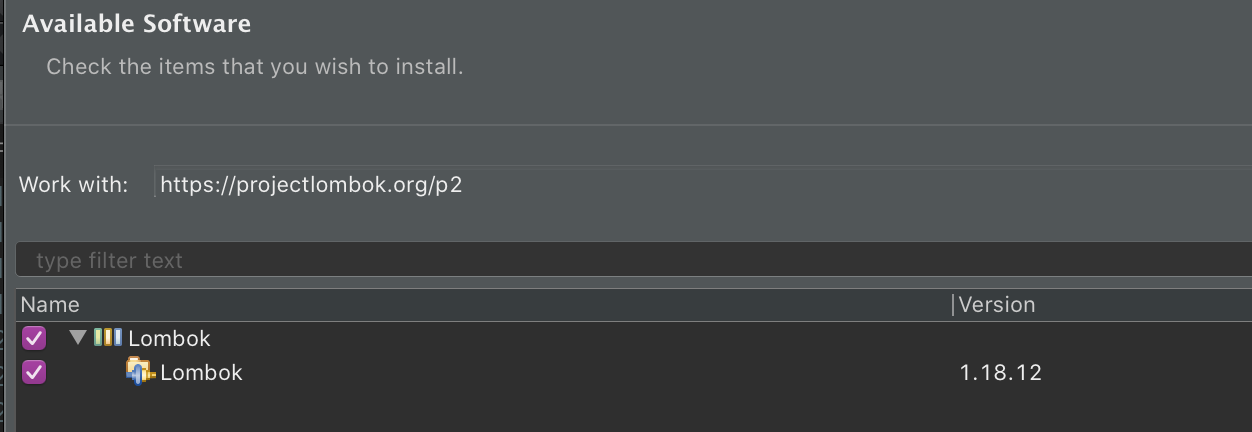 Available Software
Check the items that you wish to install.
Work with: https://projectlombok.org/p2
type filter text
Name Version
Lombok
Lombok 1.18.12